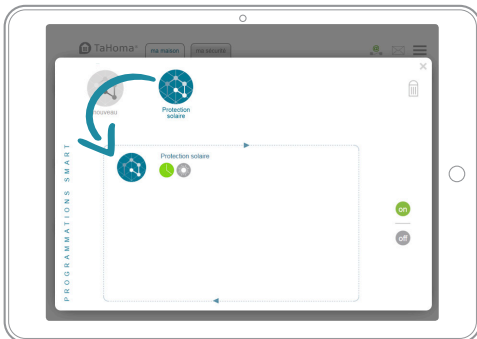 TaHoma®
ma maison
ma sécurité
nouveau
Protection
solaire
Protection solaire
PROGRAMMATIONS SMART
on
off